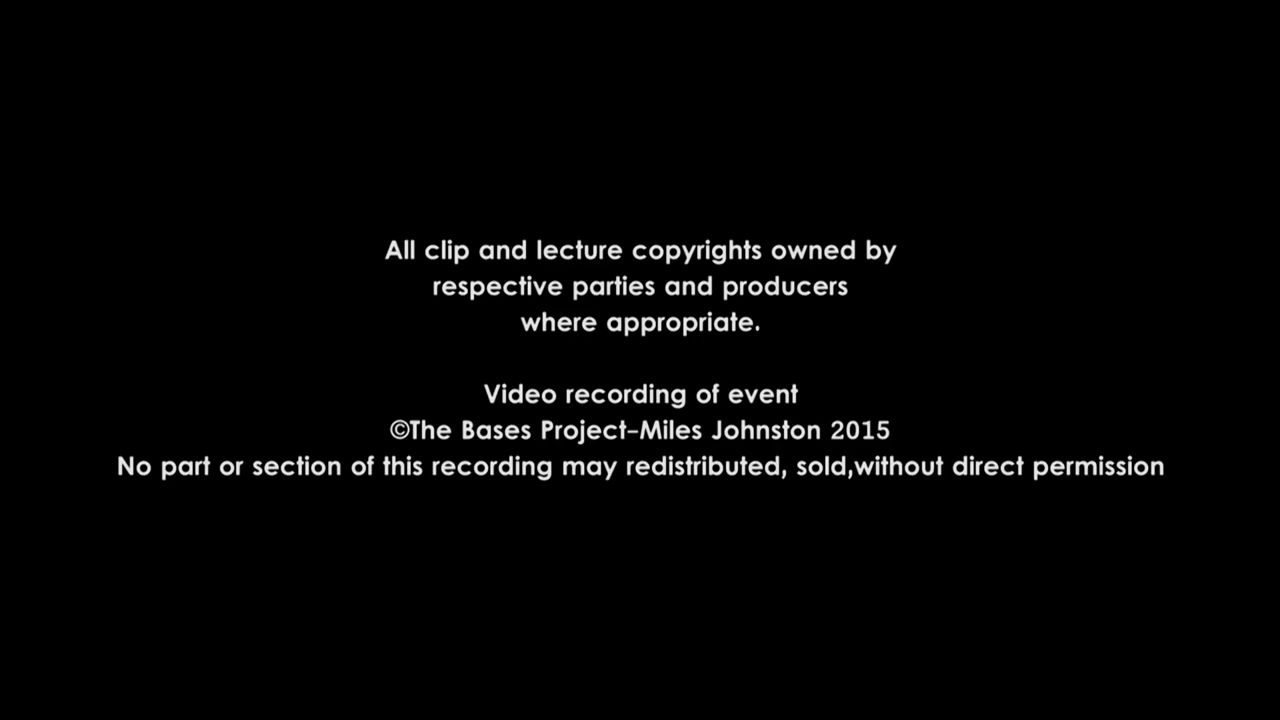 All clip and lecture copyrights owned by
respective parties and producers
where appropriate.
Video recording of event
©The Bases Project-Miles Johnston 2015
No part or section of this recording may redistributed, sold,without direct permission